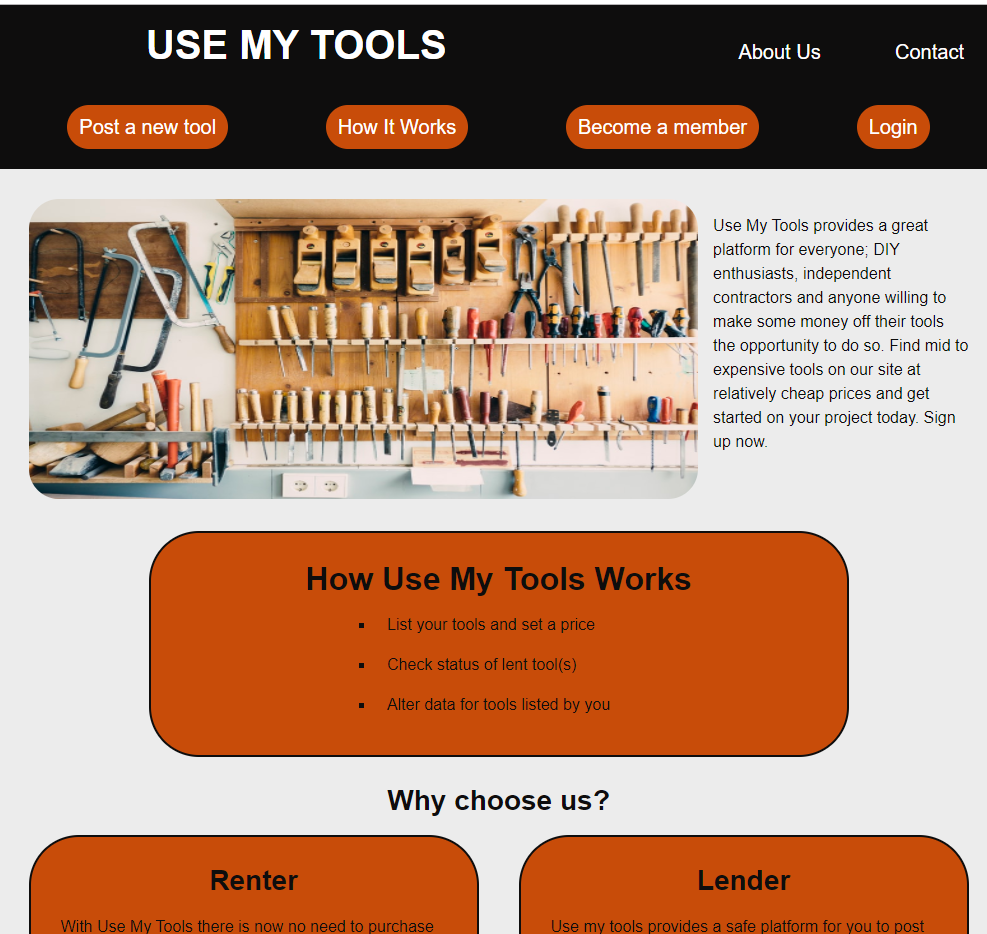 USE MY TOOLS
About Us
Contact
Post a new tool
How It Works
Become a member
Login
Use My Tools provides a great
platform for everyone; DIY
enthusiasts, independent
contractors and anyone willing to
make some money off their tools
the opportunity to do so. Find mid to
expensive tools on our site at
relatively cheap prices and get
started on your project today. Sign
up now.
How Use My Tools Works
▪ List your tools and set a price
▪ Check status of lent tool(s)
▪ Alter data for tools listed by you
Why choose us?
Renter
With Use My Tools there is now no need to purchase
Lender
Use my tools provides a safe platform for you to post